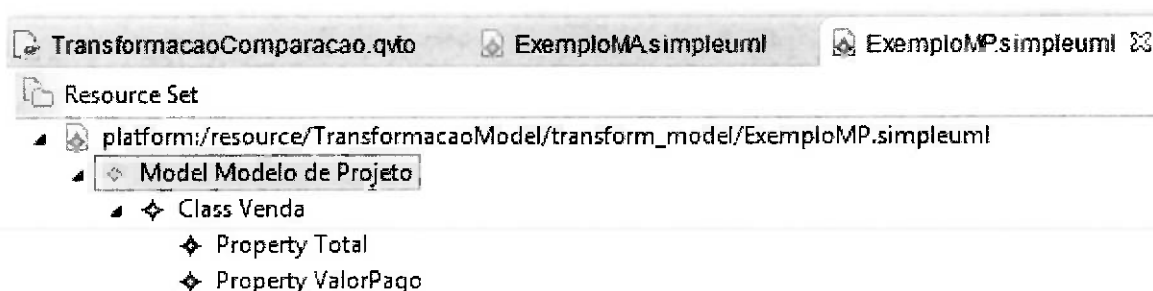 TransformacaoComparacao.qvto ExemploMA.simpleuml ExemploMP.simpleuml
Resource Set
platform:/resource/TransformacaoModel/transform_model/ExemploMP.simpleuml
Model Modelo de Projeto
Class Venda
Property Total
Property ValorPago